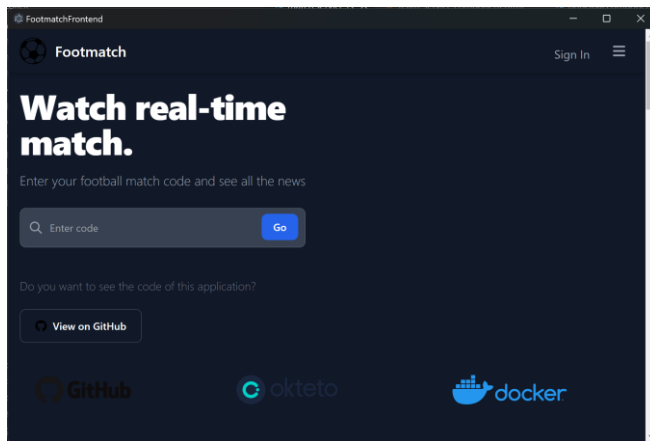 FootmatchFrontend
Footmatch
Sign In
Watch real-time
match.
Enter your football match code and see all the news
Enter code
Go
Do you want to see the code of this application?
View on GitHub
GitHub
okteto
docker